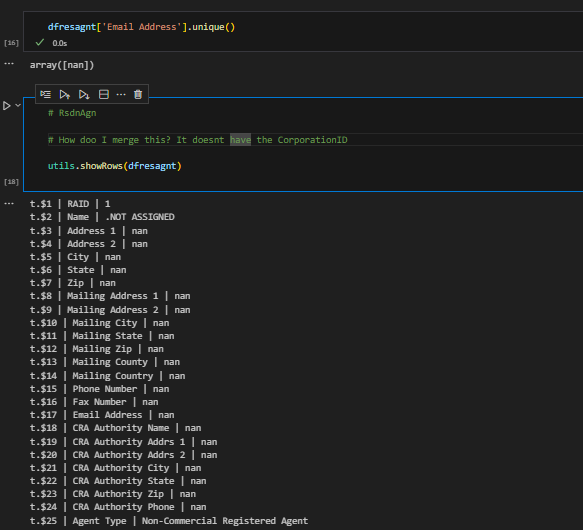 dfresagnt['Email Address'].unique()
[16]
0.0s
array([nan])
# RsdnAgn
# How doo I merge this? It doesnt have the CorporationID
utils.showRows(dfresagnt)
[18]
t.$1 | RAID | 1
t.$2 | Name | .NOT ASSIGNED
t.$3 | Address 1 | nan
t.$4 | Address 2 | nan
t.$5 | City | nan
t.$6 | State | nan
t.$7 | Zip | nan
t.$8 | Mailing Address 1 | nan
t.$9 | Mailing Address 2 | nan
t.$10 | Mailing City | nan
t.$11 | Mailing State | nan
t.$12 | Mailing Zip | nan
t.$13 | Mailing County | nan
t.$14 | Mailing Country | nan
t.$15 | Phone Number | nan
t.$16 | Fax Number | nan
t.$17 | Email Address | nan
t.$18 | CRA Authority Name | nan
t.$19 | CRA Authority Addrs 1 | nan
t.$20 | CRA Authority Addrs 2 | nan
t.$21 | CRA Authority City | nan
t.$22 | CRA Authority State | nan
t.$23 | CRA Authority Zip | nan
t.$24 | CRA Authority Phone | nan
t.$25 | Agent Type | Non-Commercial Registered Agent